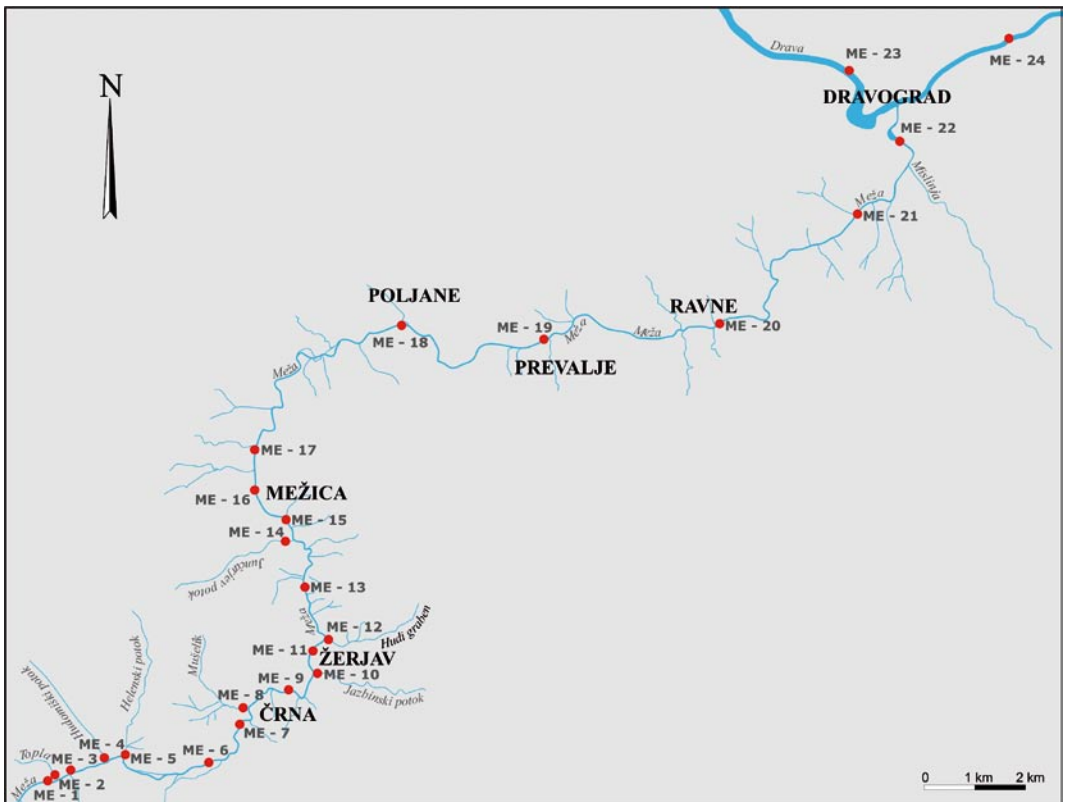 Drava
ME - 23
ME - 24
N
DRAVOGRAD
ME - 22
Mislinja
Meža
ME - 21
POLJANE
RAVNE
ME - 19
Meža
Meža
ME - 20
ME - 18
PREVALJE
Meža
ME - 17
ME - 16
MEŽICA
ME - 15
ME - 14
Junčarjev potok
ME - 13
Meža
ME - 12
Hudi graben
Mušenik
Helenski potok
ME - 11
ŽERJAV
Hudomiški potok
ME - 9
ME - 10
Jazbinski potok
ME - 8
ČRNA
ME - 7
ME - 4
Topla
ME - 3
ME - 5
ME - 6
ME - 2
Meža
ME - 1
0 1 km 2 km